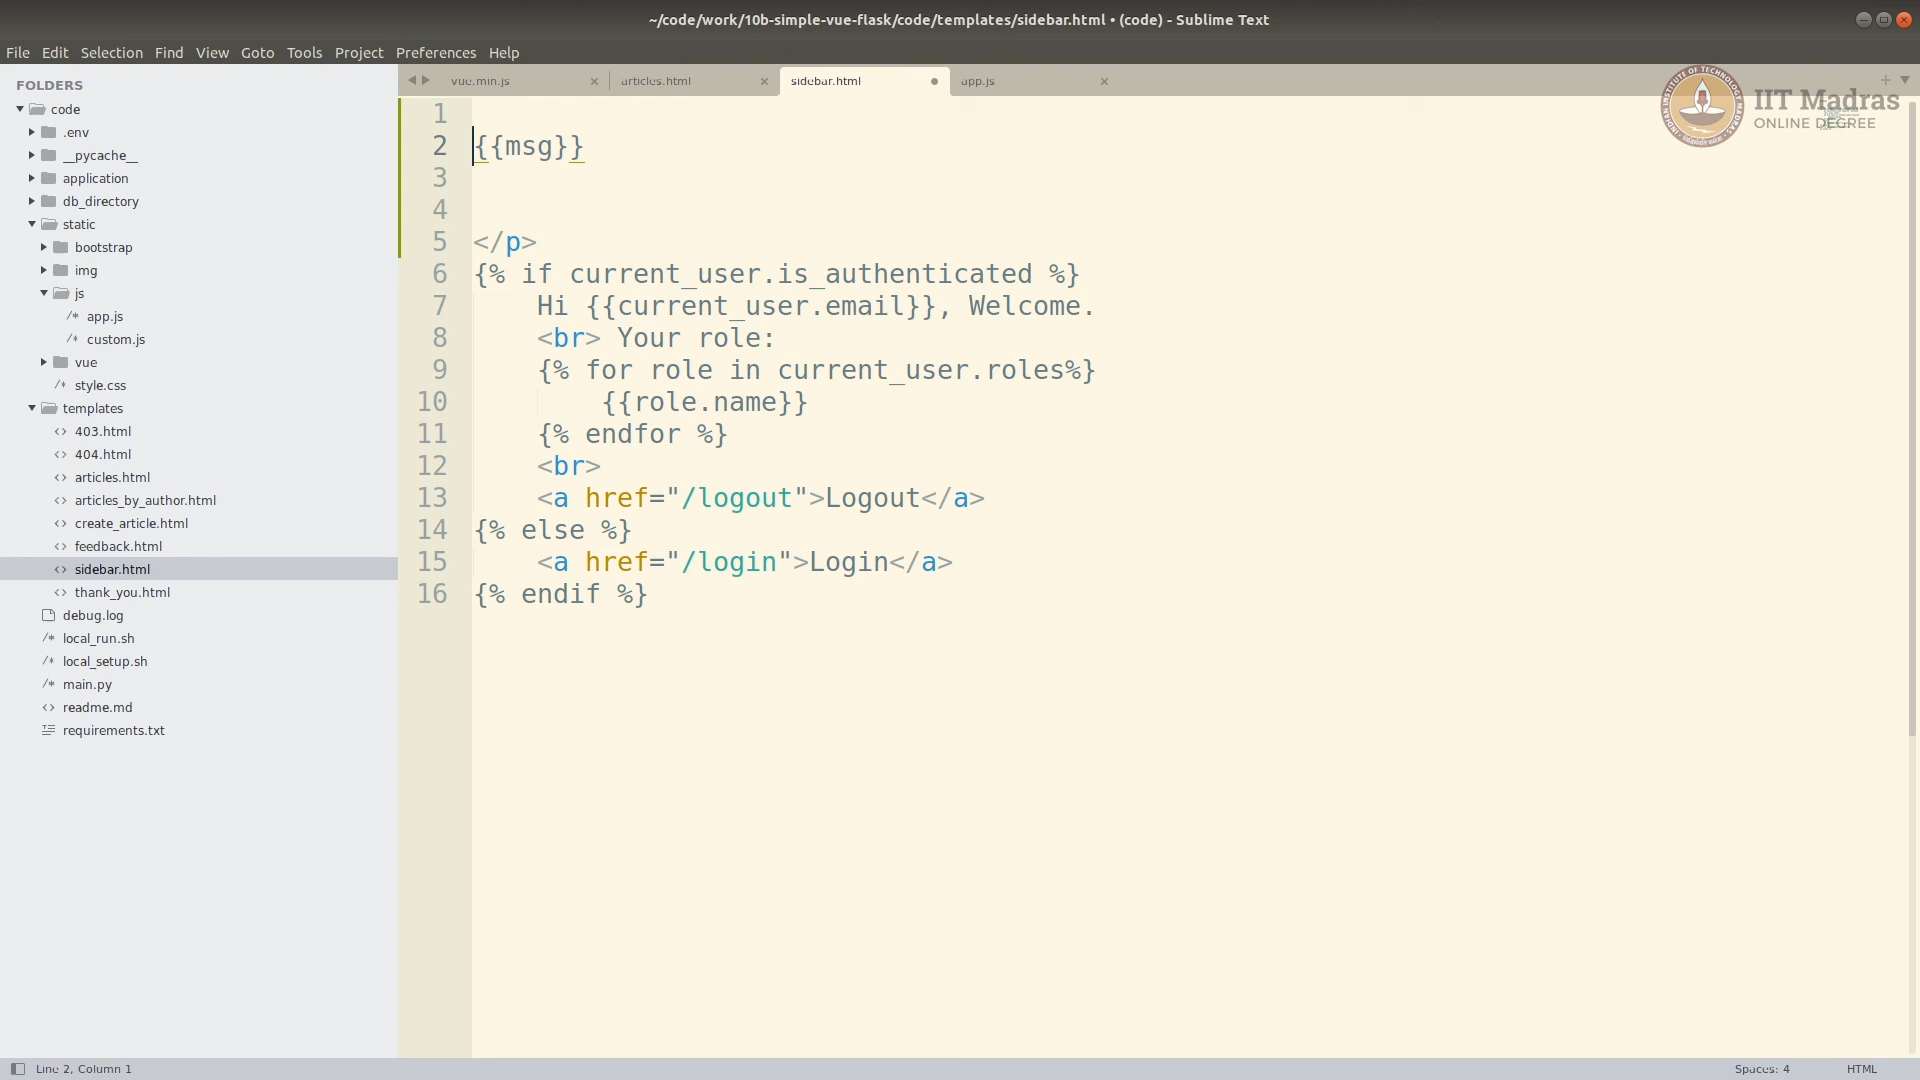 ~/code/work/10b-simple-vue-flask/code/templates/sidebar.html • (code) - Sublime Text
File Edit Selection Find View Goto Tools Project Preferences Help
FOLDERS
code
.env
__pycache__
application
db_directory
static
bootstrap
img
js
/* app.js
/* custom.js
vue
/* style.css
templates
<> 403.html
<> 404.html
<> articles.html
<> articles_by_author.html
<> create_article.html
<> feedback.html
<> sidebar.html
<> thank_you.html
debug.log
/* local_run.sh
/* local_setup.sh
/* main.py
<> readme.md
requirements.txt
vue.min.js × articles.html × sidebar.html • app.js ×
IIT Madras
ONLINE DEGREE
1
2 {{msg}}
3
4
5 </p>
6 {% if current_user.is_authenticated %}
7 Hi {{current_user.email}}, Welcome.
8 <br> Your role:
9 {% for role in current_user.roles%}
10 {{role.name}}
11 {% endfor %}
12 <br>
13 <a href="/logout">Logout</a>
14 {% else %}
15 <a href="/login">Login</a>
16 {% endif %}
Line 2, Column 1
Spaces: 4
HTML